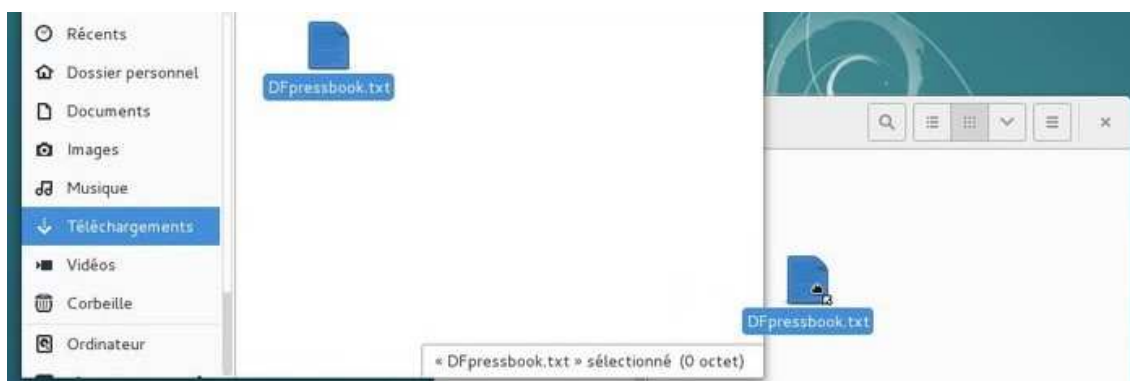 Récents
Dossier personnel
Documents
Images
Musique
Téléchargements
Vidéos
Corbeille
Ordinateur
DFpressbook.txt
« DFpressbook.txt » sélectionné (0 octet)
DFpressbook.txt